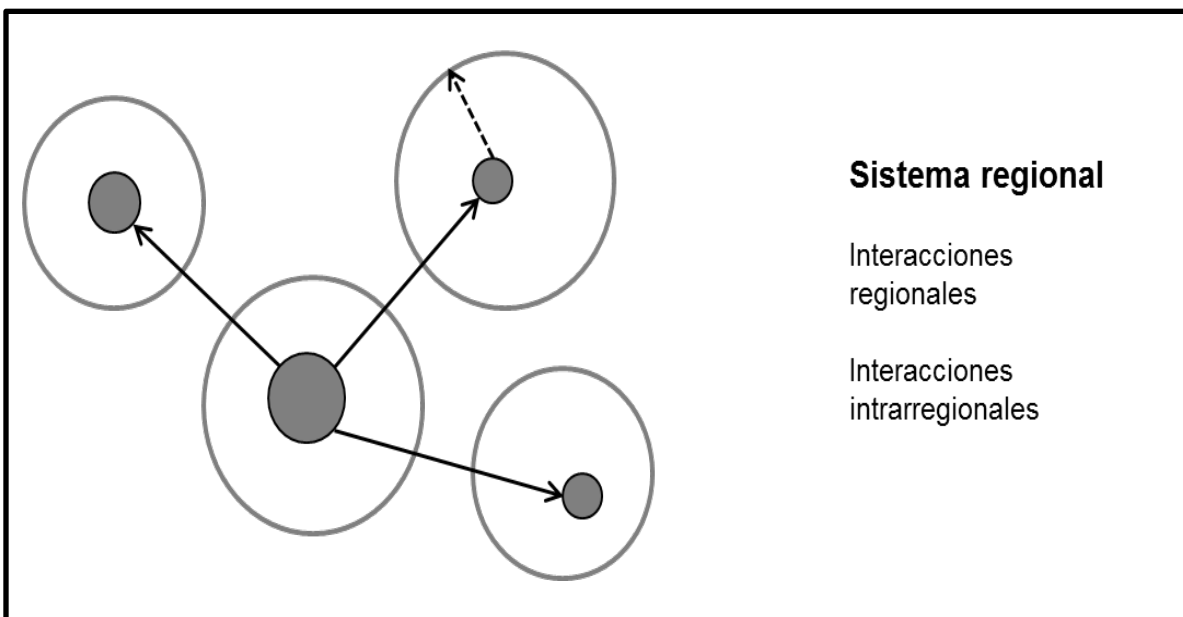 Sistema regional
Interacciones
regionales
Interacciones
intrarregionales